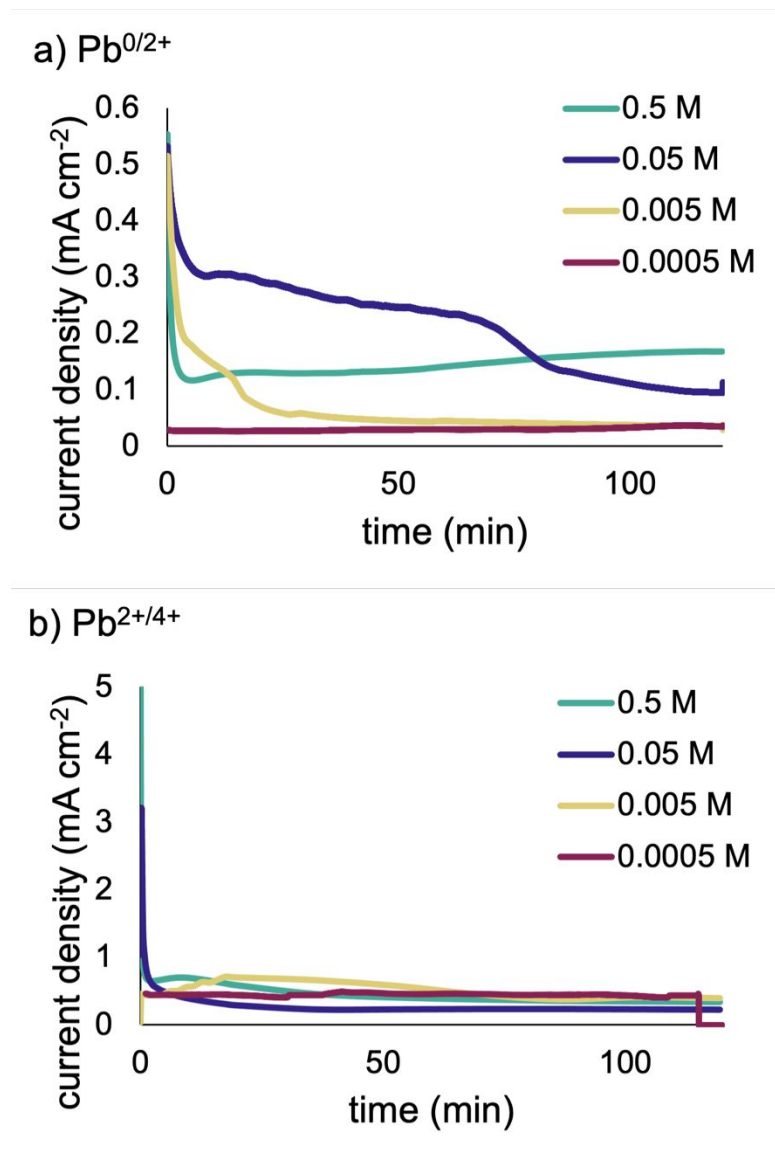 a) Pb0/2+
current density (mA cm-2)
0.6
0.5
0.4
0.3
0.2
0.1
0
0.5 M
0.05 M
0.005 M
0.0005 M
0 50 100
time (min)
b) Pb2+/4+
current density (mA cm-2)
5
4
3
2
1
0
0.5 M
0.05 M
0.005 M
0.0005 M
0 50 100
time (min)